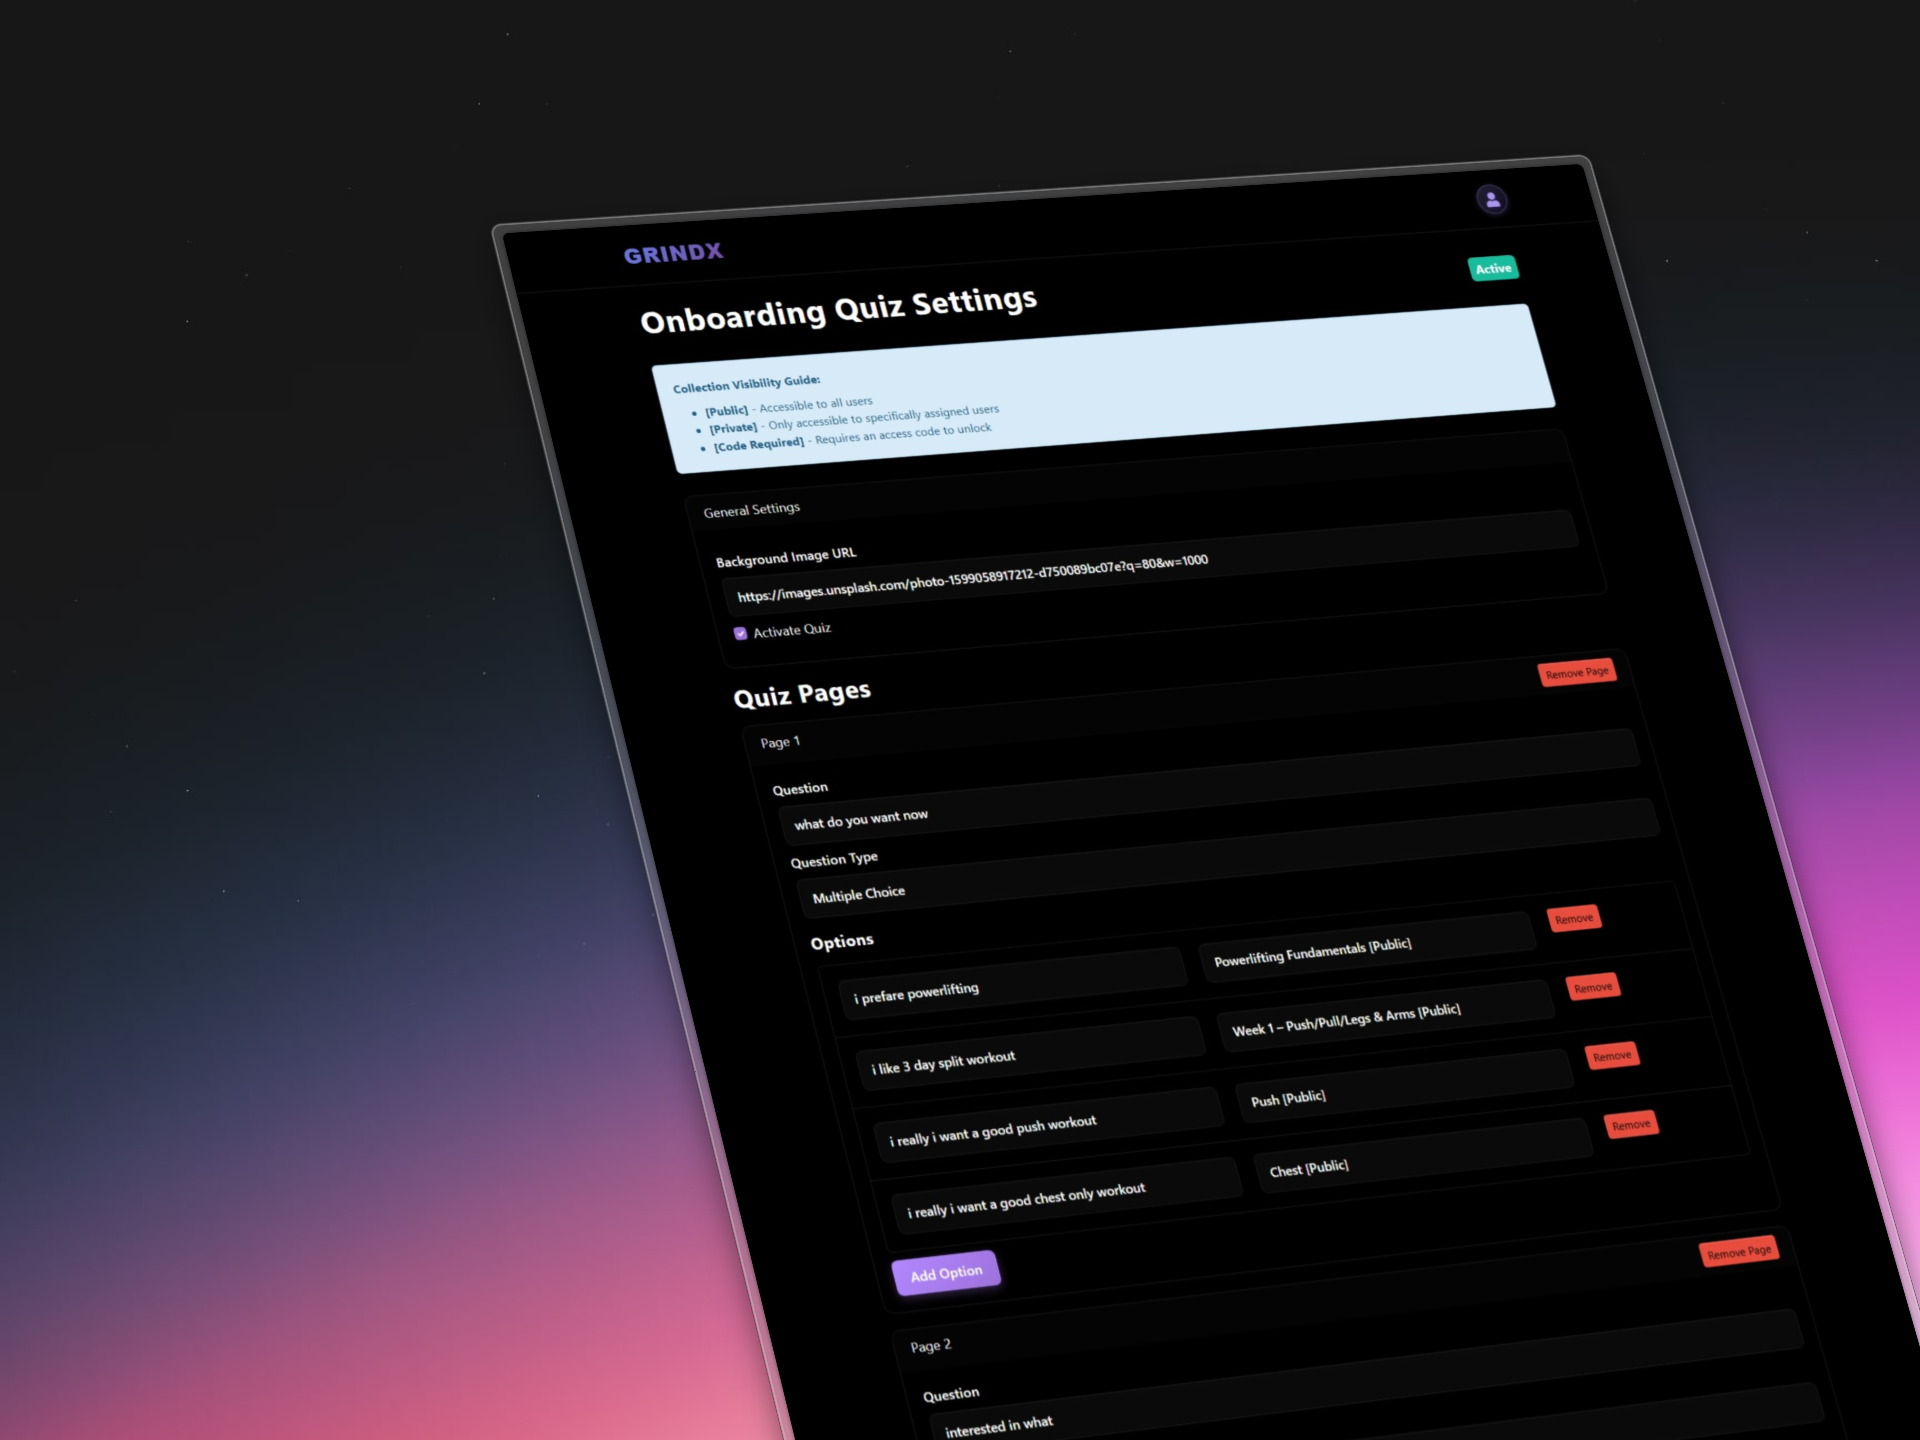 GRINDX
Onboarding Quiz Settings
Active
Collection Visibility Guide:
[Public] - Accessible to all users
[Private] - Only accessible to specifically assigned users
[Code Required] - Requires an access code to unlock
General Settings
Background Image URL
https://images.unsplash.com/photo-1599058917212-d750089bc07e?q=80&w=1000
Activate Quiz
Quiz Pages
Remove Page
Page 1
Question
what do you want now
Question Type
Multiple Choice
Options
i prefare powerlifting
Powerlifting Fundamentals [Public]
Remove
i like 3 day split workout
Week 1 – Push/Pull/Legs & Arms [Public]
Remove
i really i want a good push workout
Push [Public]
Remove
i really i want a good chest only workout
Chest [Public]
Remove
Add Option
Remove Page
Page 2
Question
interested in what